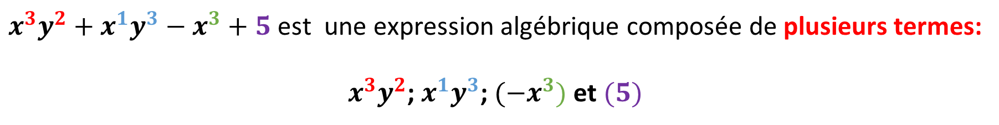 x³y² + x¹y³ − x³ + 5 est une expression algébrique composée de plusieurs termes:
x³y²; x¹y³; (−x³) et (5)